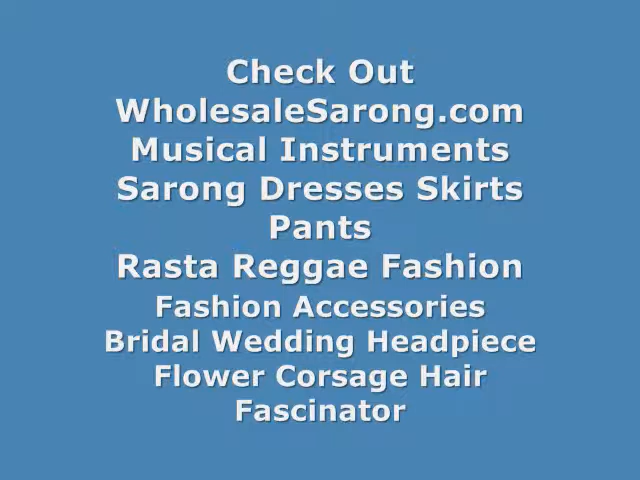 Check Out
WholesaleSarong.com
Musical Instruments
Sarong Dresses Skirts
Pants
Rasta Reggae Fashion
Fashion Accessories
Bridal Wedding Headpiece
Flower Corsage Hair
Fascinator